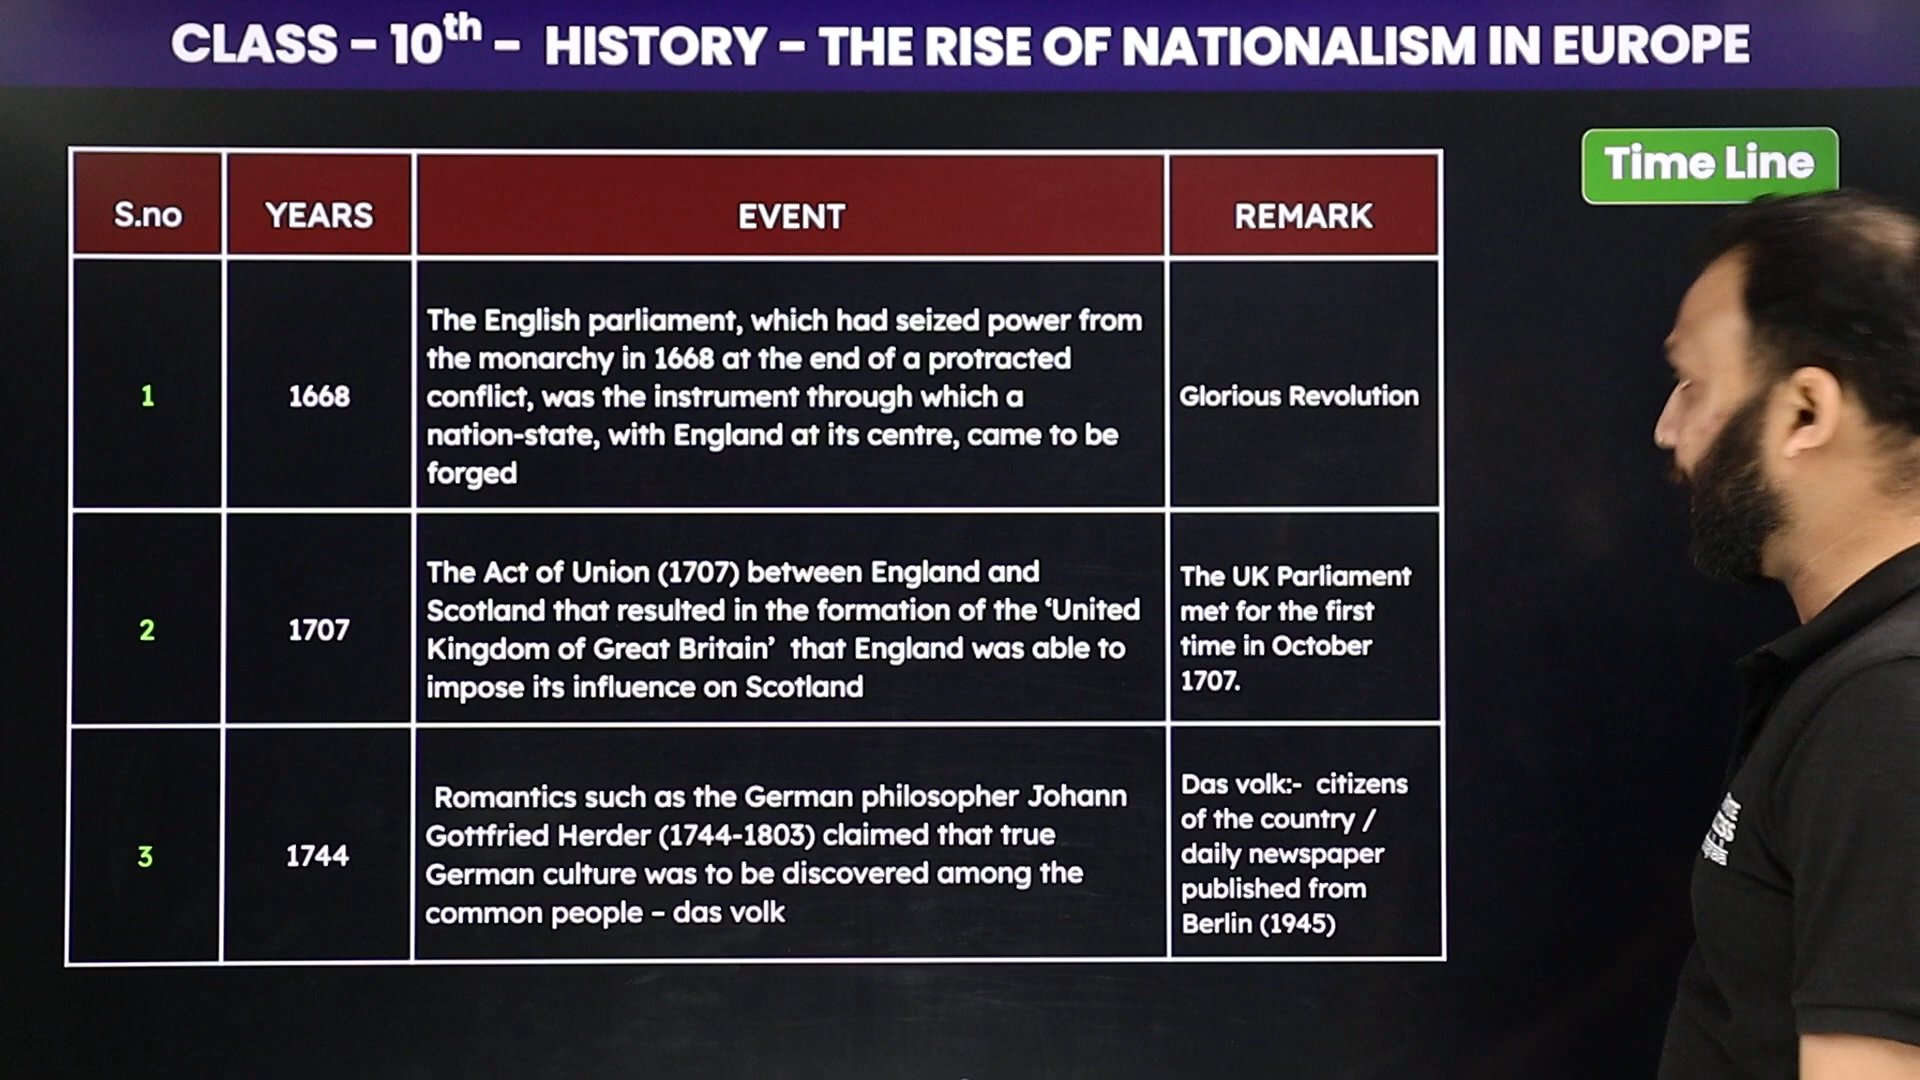 CLASS – 10th – HISTORY – THE RISE OF NATIONALISM IN EUROPE
Time Line
S.no YEARS EVENT REMARK
1
1668
The English parliament, which had seized power from
the monarchy in 1668 at the end of a protracted
conflict, was the instrument through which a
nation-state, with England at its centre, came to be
forged
Glorious Revolution
2
1707
The Act of Union (1707) between England and
Scotland that resulted in the formation of the ‘United
Kingdom of Great Britain’ that England was able to
impose its influence on Scotland
The UK Parliament
met for the first
time in October
1707.
3
1744
Romantics such as the German philosopher Johann
Gottfried Herder (1744-1803) claimed that true
German culture was to be discovered among the
common people – das volk
Das volk:- citizens
of the country /
daily newspaper
published from
Berlin (1945)